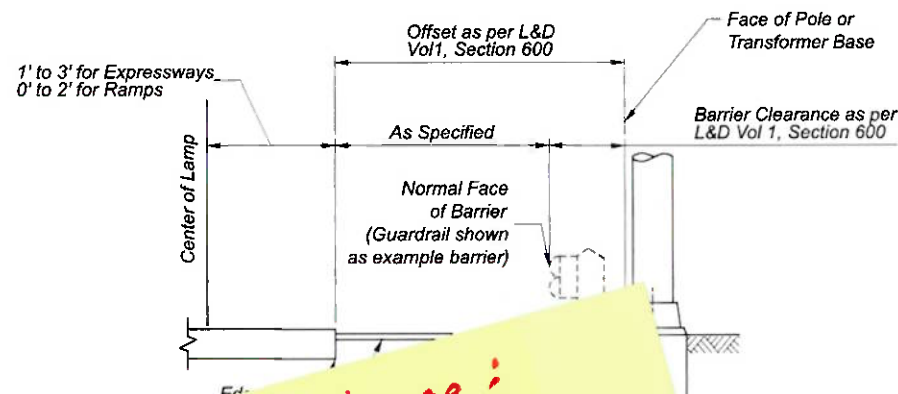 Offset as per L&D
Vol1, Section 600
Face of Pole or
Transformer Base
1' to 3' for Expressways
0' to 2' for Ramps
Barrier Clearance as per
L&D Vol 1, Section 600
As Specified
Center of Lamp
Normal Face
of Barrier
(Guardrail shown
as example barrier)